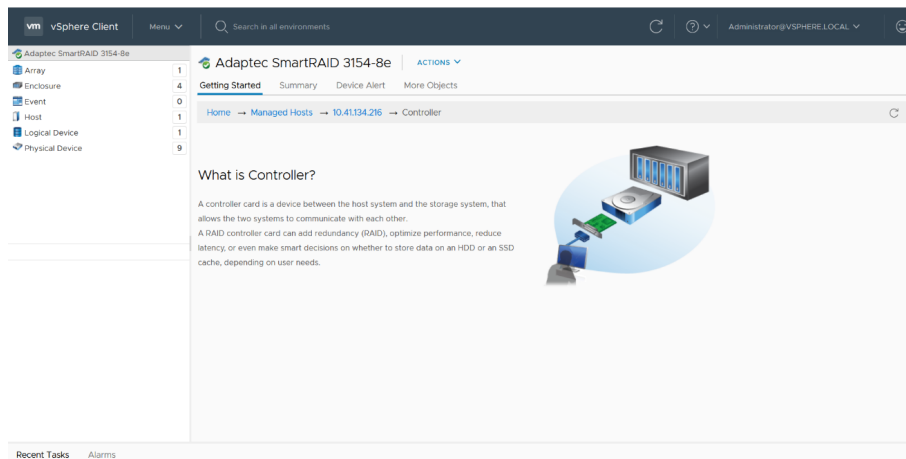 vm vSphere Client Menu Search in all environments Administrator@VSPHERE.LOCAL
Adaptec SmartRAID 3154-8e
Array 1
Enclosure 4
Event 0
Host 1
Logical Device 1
Physical Device 9
Adaptec SmartRAID 3154-8e ACTIONS
Getting Started Summary Device Alert More Objects
Home → Managed Hosts → 10.41.134.216 → Controller
What is Controller?
A controller card is a device between the host system and the storage system, that
allows the two systems to communicate with each other.
A RAID controller card can add redundancy (RAID), optimize performance, reduce
latency, or even make smart decisions on whether to store data on an HDD or an SSD
cache, depending on user needs.
Recent Tasks Alarms